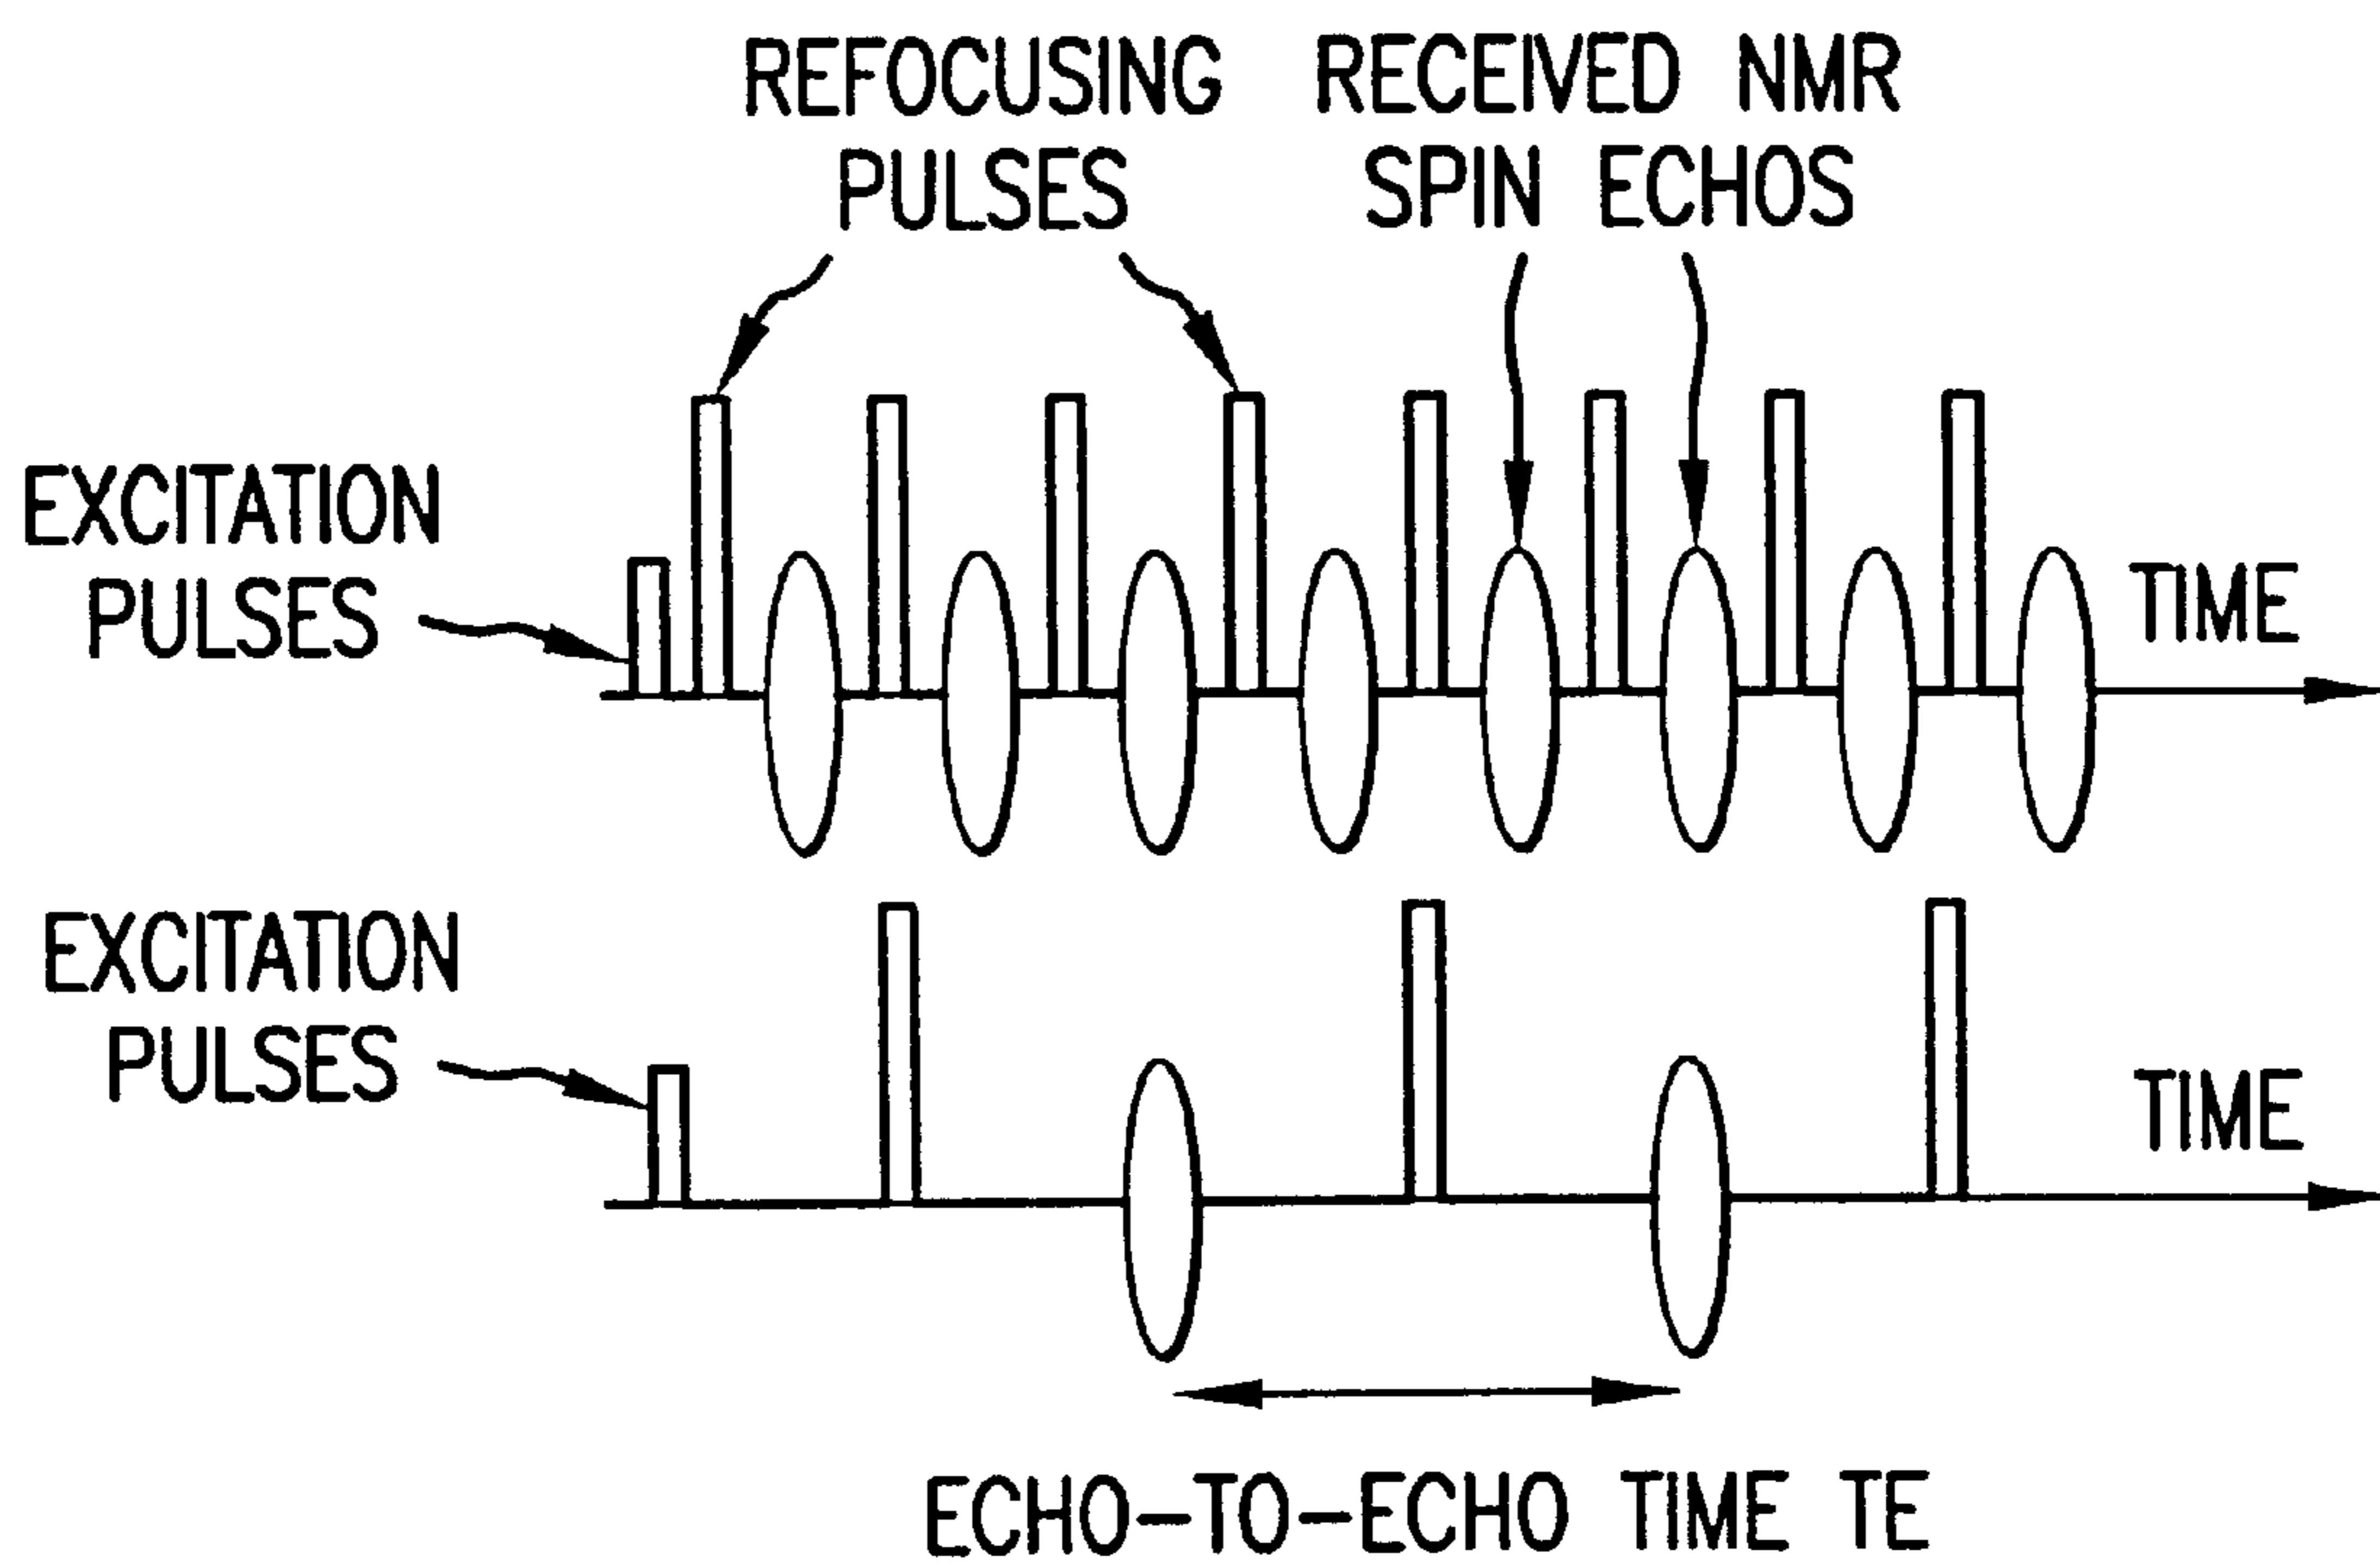 REFOCUSING
PULSES
RECEIVED NMR
SPIN ECHOS
EXCITATION
PULSES
TIME
EXCITATION
PULSES
TIME
ECHO-TO-ECHO TIME TE